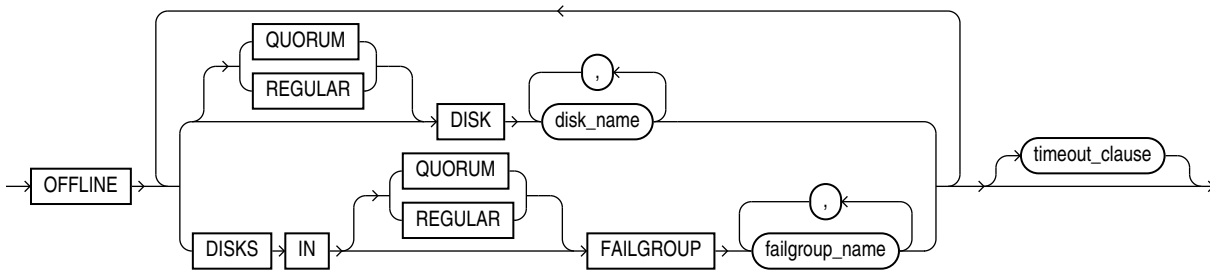 QUORUM
REGULAR
,
DISK
disk_name
timeout_clause
OFFLINE
QUORUM
REGULAR
,
DISKS
IN
FAILGROUP
failgroup_name